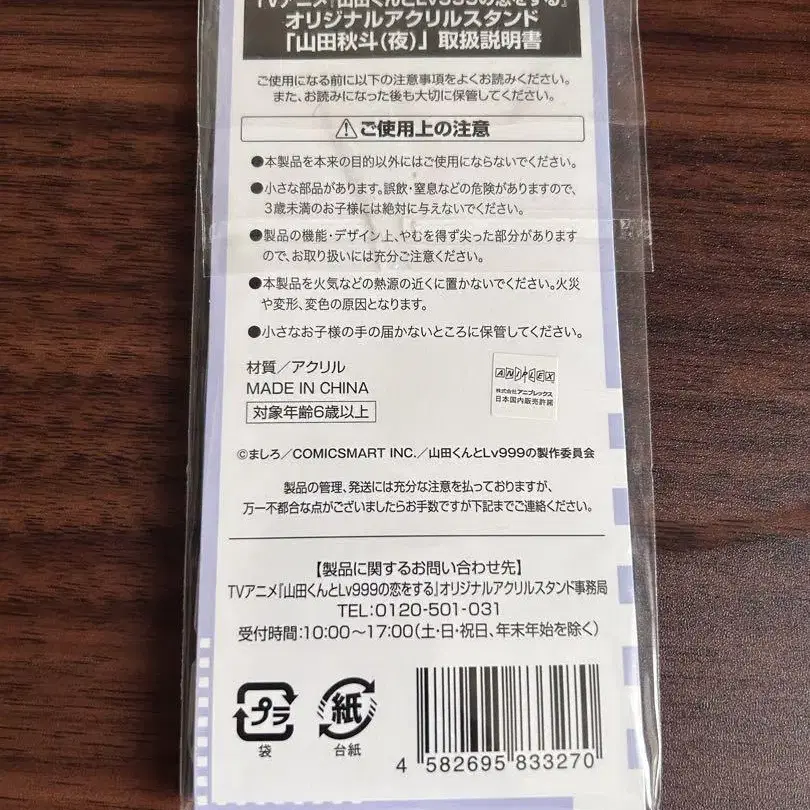 TVアニメ『山田くんとLv999の恋をする』
オリジナルアクリルスタンド
「山田秋斗(夜)」取扱説明書
ご使用になる前に以下の注意事項をよくお読みください。
また、お読みになった後も大切に保管してください。
⚠ご使用上の注意
●本製品を本来の目的以外にはご使用にならないでください。
●小さな部品があります。誤飲・窒息などの危険がありますので、
3歳未満のお子様には絶対に与えないでください。
●製品の機能・デザイン上、やむを得ず尖った部分があります
ので、お取り扱いには充分ご注意ください。
●本製品を火気などの熱源の近くに置かないでください。火災
や変形、変色の原因となります。
●小さなお子様の手の届かないところに保管してください。
材質／アクリル
MADE IN CHINA
対象年齢6歳以上
ANIPLEX
株式会社アニプレックス
日本国内販売許諾
©ましろ／COMICSMART INC.／山田くんとLv999の製作委員会
製品の管理、発送には充分な注意を払っておりますが、
万一不都合な点がございましたらお手数ですが下記までご連絡ください。
【製品に関するお問い合わせ先】
TVアニメ『山田くんとLv999の恋をする』オリジナルアクリルスタンド事務局
TEL:0120-501-031
受付時間:10:00〜17:00(土・日・祝日、年末年始を除く)
プラ
袋
紙
台紙
4 582695 833270